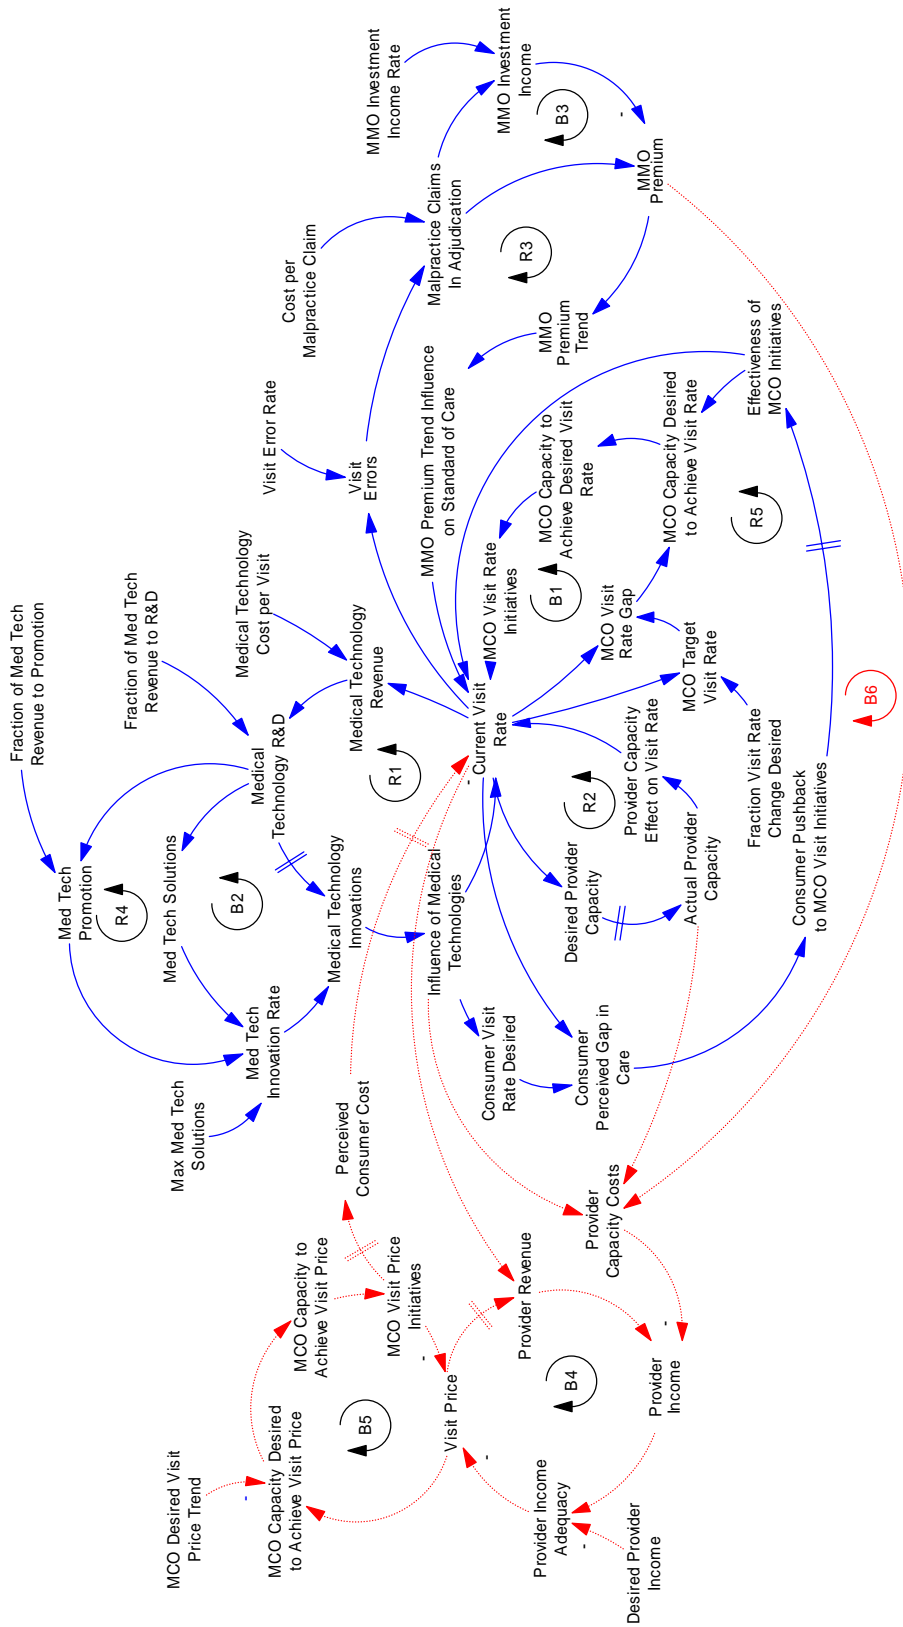 MCO Desired Visit
Price Trend
-
MCO Capacity Desired
to Achieve Visit Price
B5
MCO Capacity to
Achieve Visit Price
MCO Visit Price
Initiatives
-
Visit Price
-
Provider Income
Adequacy
-
Desired Provider
Income
B4
Provider
Income
-
Provider Revenue
Provider
Capacity Costs
Perceived
Consumer Cost
Max Med Tech
Solutions
Med Tech
Innovation Rate
Med Tech Solutions
Med Tech
Promotion
R4
B2
Fraction of Med Tech
Revenue to Promotion
Fraction of Med Tech
Revenue to R&D
Medical
Technology R&D
Medical Technology
Innovations
Influence of Medical
Technologies
R1
Medical Technology
Revenue
Medical Technology
Cost per Visit
Consumer Visit
Rate Desired
Consumer
Perceived Gap in
Care
-
Current Visit
Rate
Desired Provider
Capacity
R2
Provider Capacity
Effect on Visit Rate
Actual Provider
Capacity
Visit Error Rate
Visit
Errors
Cost per
Malpractice Claim
Malpractice Claims
In Adjudication
MMO Investment
Income Rate
MMO Investment
Income
B3
-
R3
MMO
Premium
MMO
Premium
Trend
MMO Premium Trend Influence
on Standard of Care
MCO Visit Rate
Initiatives
B1
MCO Capacity to
Achieve Desired Visit
Rate
MCO Visit
Rate Gap
MCO Capacity Desired
to Achieve Visit Rate
MCO Target
Visit Rate
Fraction Visit Rate
Change Desired
R5
Effectiveness of
MCO Initiatives
Consumer Pushback
to MCO Visit Initiatives
B6